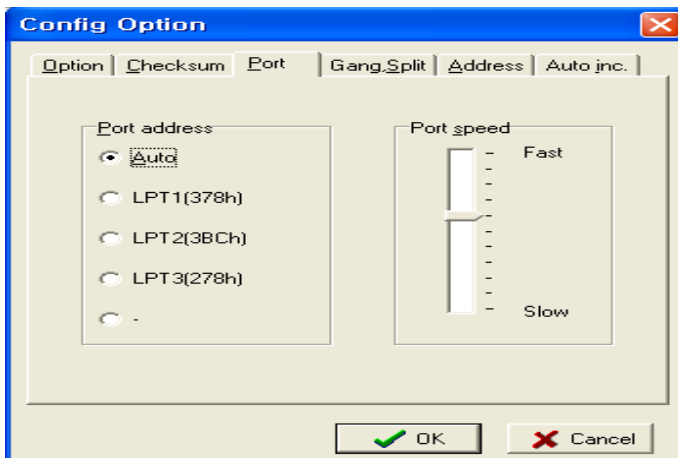 Config Option
Option Checksum Port Gang,Split Address Auto inc.
Port address
Auto
LPT1(378h)
LPT2(3BCh)
LPT3(278h)
-
Port speed
Fast
Slow
OK Cancel